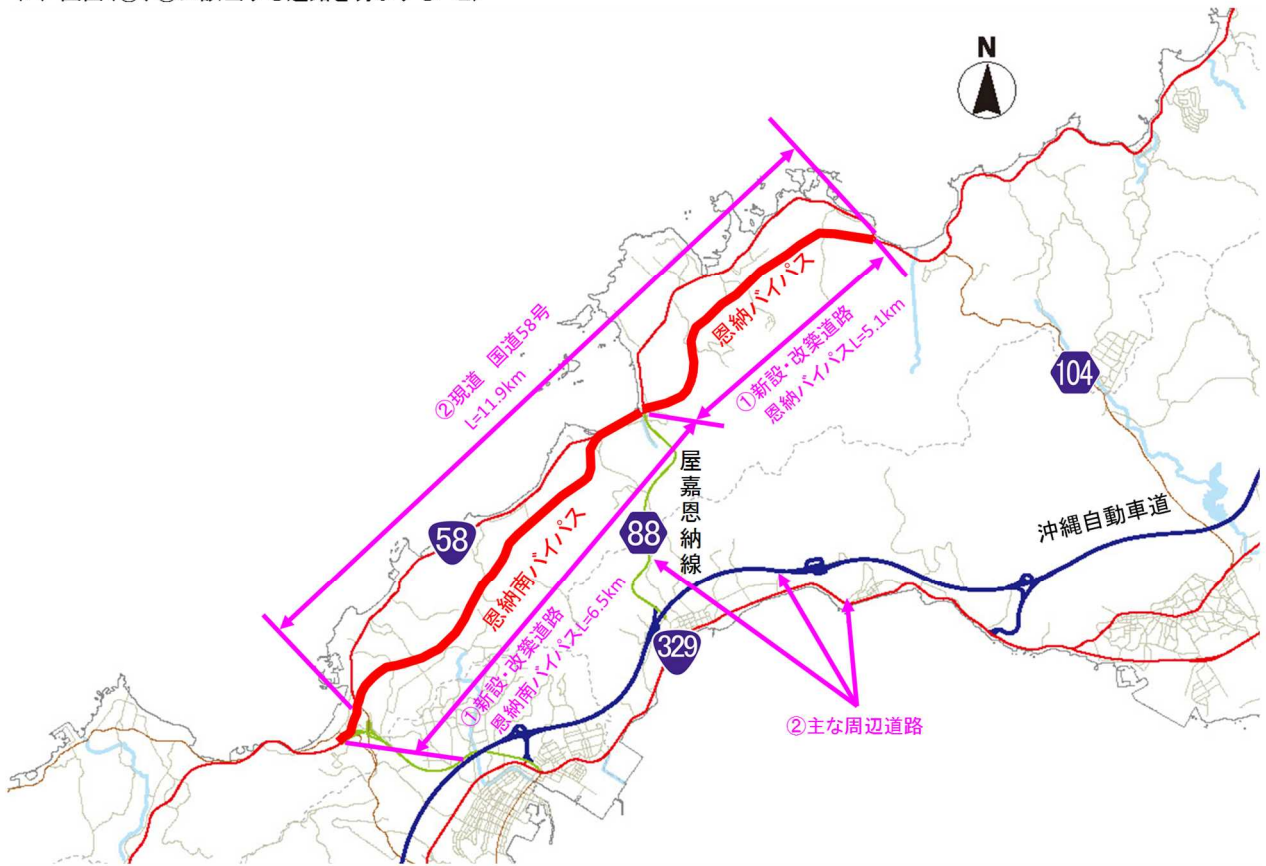 N
恩納バイパス
①新設・改築道路
恩納バイパスL=5.1km
②現道 国道58号
L=11.9km
104
屋嘉恩納線
沖縄自動車道
58
88
恩納南バイパス
①新設・改築道路
恩納南バイパスL=6.5km
329
②主な周辺道路